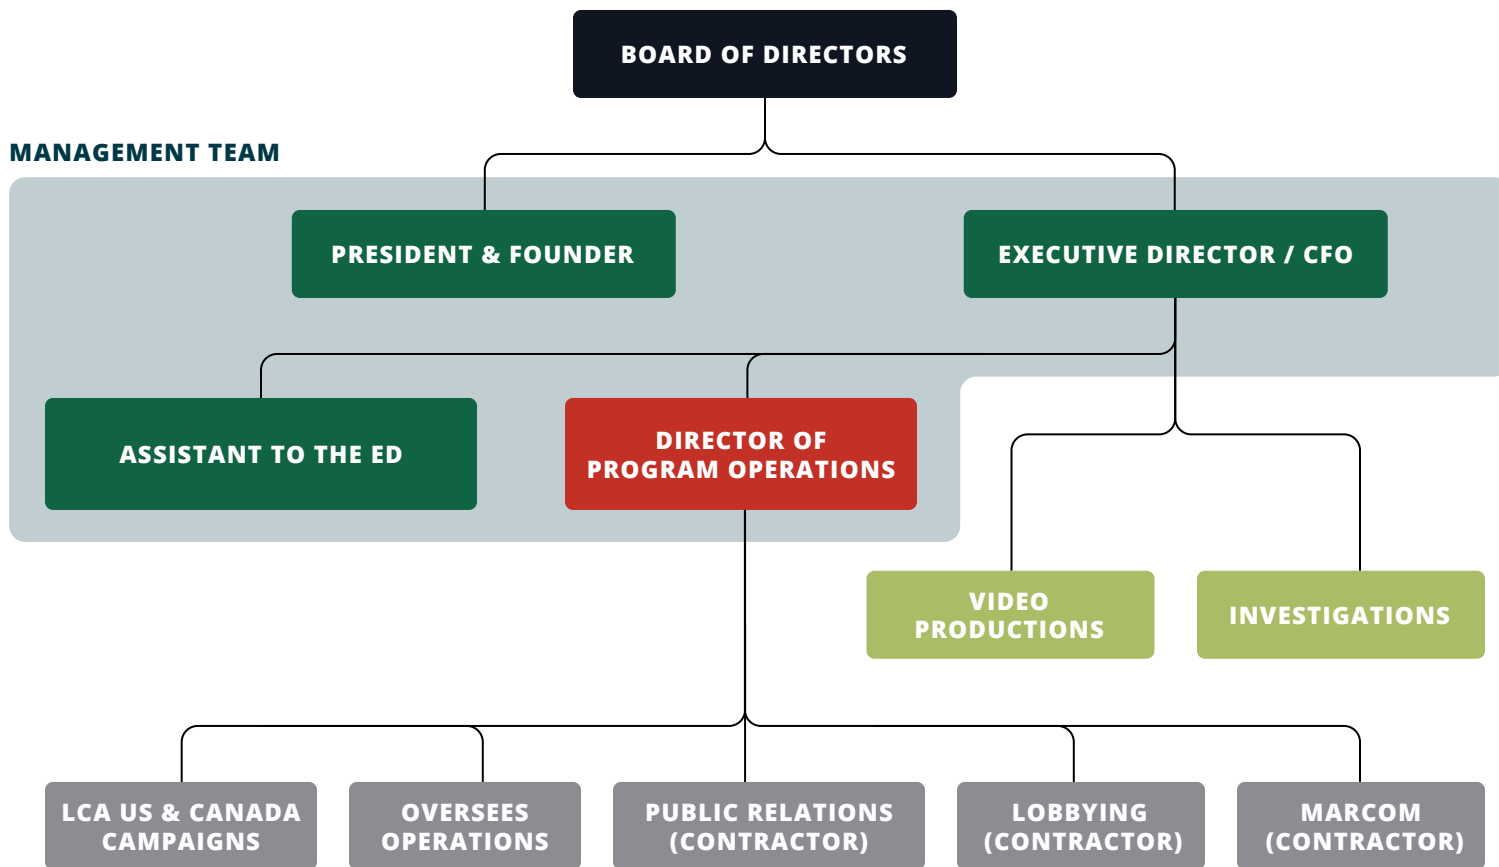 BOARD OF DIRECTORS
MANAGEMENT TEAM
PRESIDENT & FOUNDER
EXECUTIVE DIRECTOR / CFO
ASSISTANT TO THE ED
DIRECTOR OF
PROGRAM OPERATIONS
VIDEO
PRODUCTIONS
INVESTIGATIONS
LCA US & CANADA
CAMPAIGNS
OVERSEES
OPERATIONS
PUBLIC RELATIONS
(CONTRACTOR)
LOBBYING
(CONTRACTOR)
MARCOM
(CONTRACTOR)